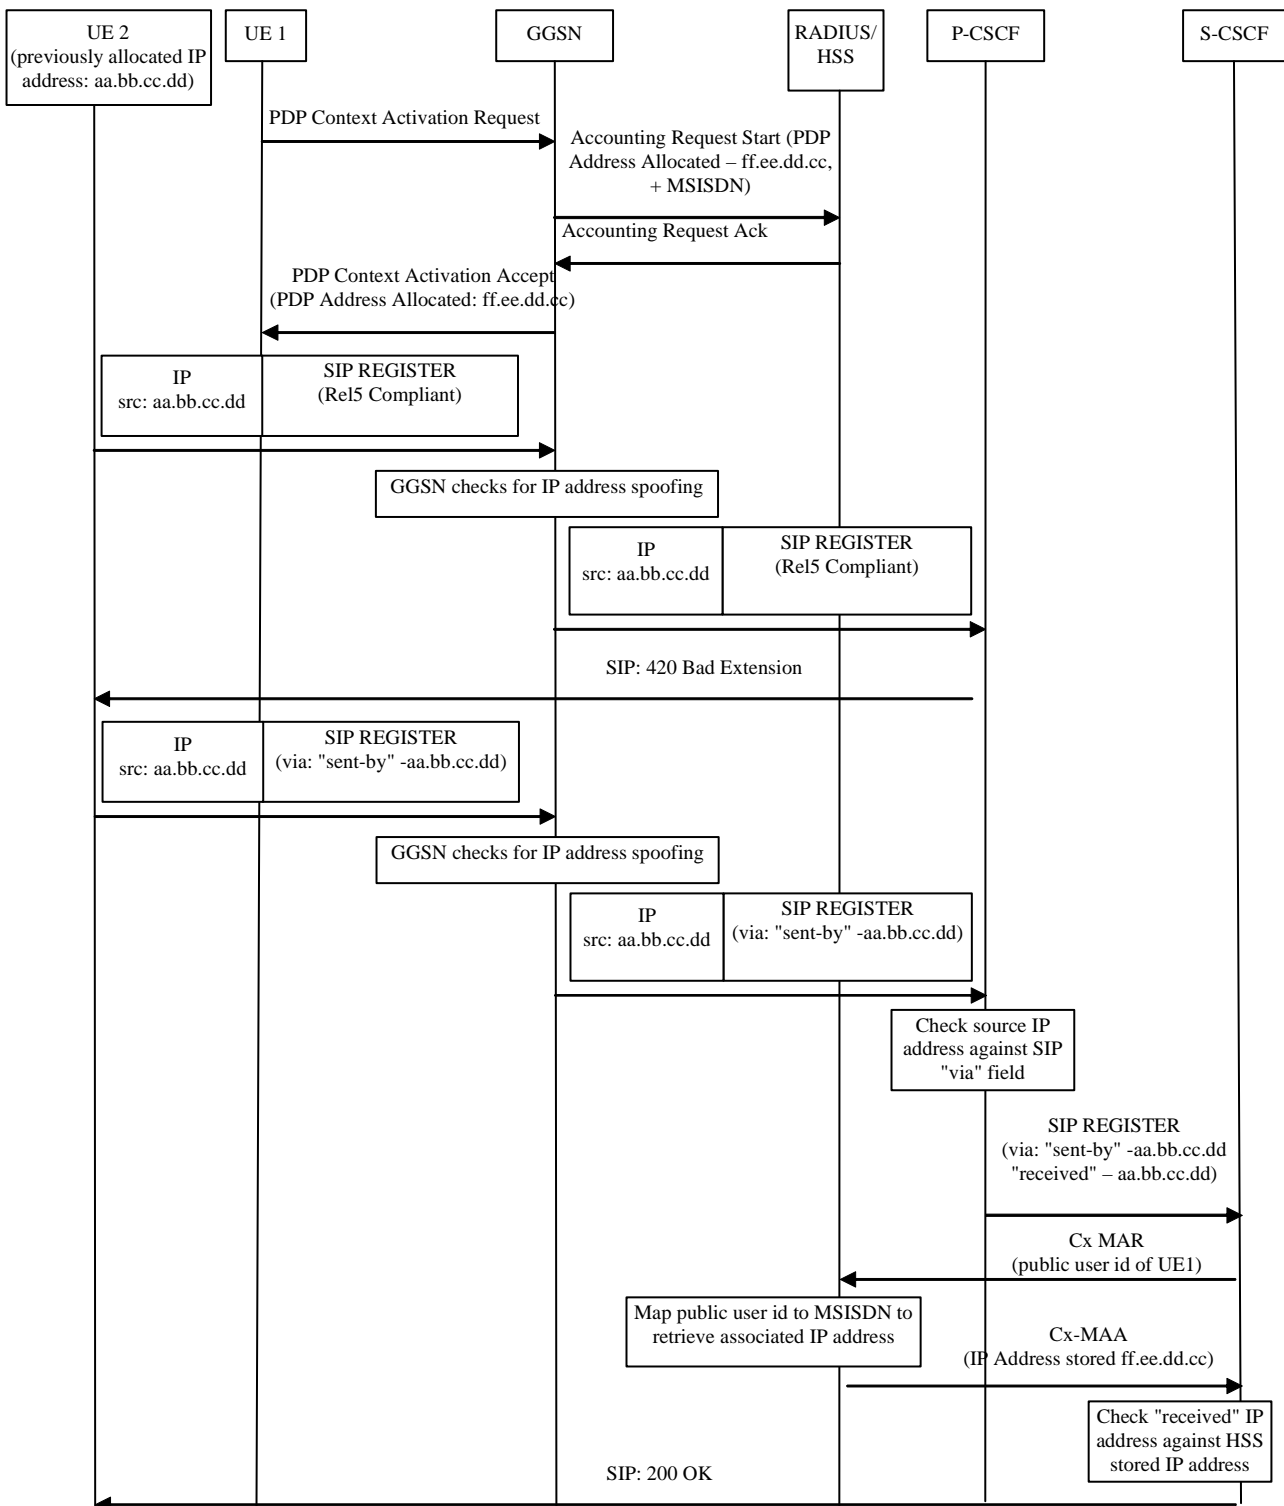 UE 2
(previously allocated IP
address: aa.bb.cc.dd)
UE 1
GGSN
RADIUS/
HSS
P-CSCF
S-CSCF
PDP Context Activation Request
Accounting Request Start (PDP
Address Allocated – ff.ee.dd.cc,
+ MSISDN)
Accounting Request Ack
PDP Context Activation Accept
(PDP Address Allocated: ff.ee.dd.cc)
IP
src: aa.bb.cc.dd
SIP REGISTER
(Rel5 Compliant)
GGSN checks for IP address spoofing
IP
src: aa.bb.cc.dd
SIP REGISTER
(Rel5 Compliant)
SIP: 420 Bad Extension
IP
src: aa.bb.cc.dd
SIP REGISTER
(via: "sent-by" -aa.bb.cc.dd)
GGSN checks for IP address spoofing
IP
src: aa.bb.cc.dd
SIP REGISTER
(via: "sent-by" -aa.bb.cc.dd)
Check source IP
address against SIP
"via" field
SIP REGISTER
(via: "sent-by" -aa.bb.cc.dd
"received" – aa.bb.cc.dd)
Cx MAR
(public user id of UE1)
Map public user id to MSISDN to
retrieve associated IP address
Cx-MAA
(IP Address stored ff.ee.dd.cc)
Check "received" IP
address against HSS
stored IP address
SIP: 200 OK